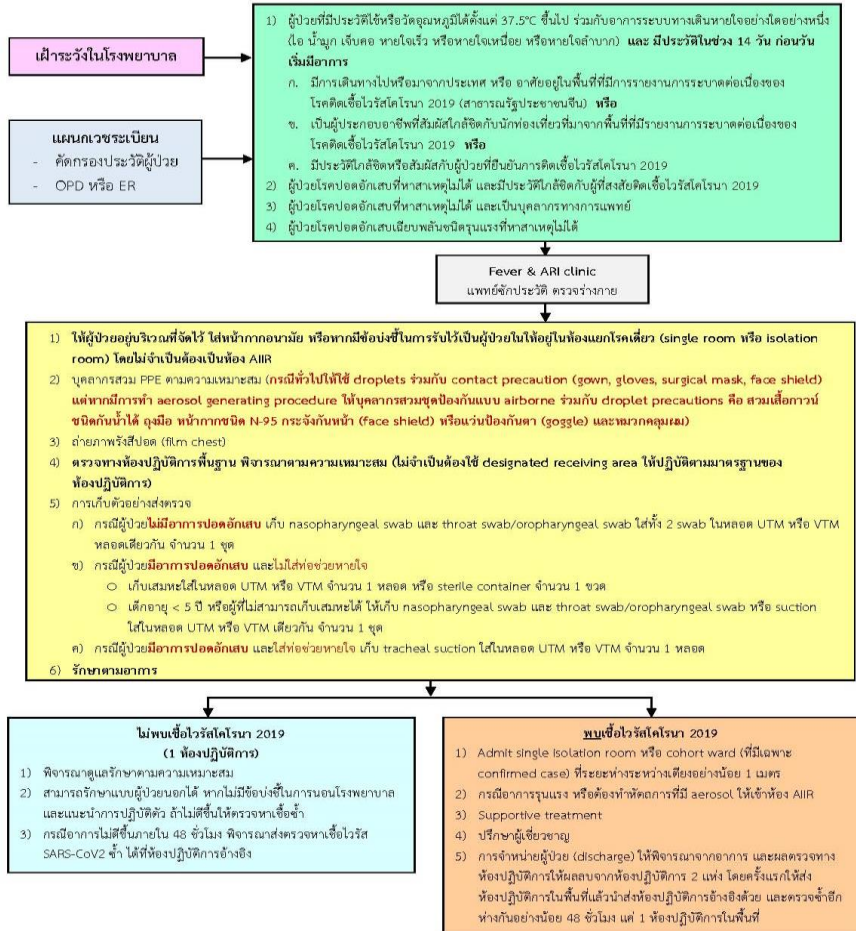 เฝ้าระวังในโรงพยาบาล
แผนกเวชระเบียน
- คัดกรองประวัติผู้ป่วย
- OPD หรือ ER
1) ผู้ป่วยที่มีประวัติไข้หรือวัดอุณหภูมิได้ตั้งแต่ 37.5°C ขึ้นไป ร่วมกับอาการระบบทางเดินหายใจอย่างใดอย่างหนึ่ง
(ไอ น้ำมูก เจ็บคอ หายใจเร็ว หรือหายใจเหนื่อย หรือหายใจลำบาก) และ มีประวัติในช่วง 14 วัน ก่อนวัน
เริ่มมีอาการ
ก. มีการเดินทางไปหรือมาจากประเทศ หรือ อาศัยอยู่ในพื้นที่ที่มีการรายงานการระบาดต่อเนื่องของ
โรคติดเชื้อไวรัสโคโรนา 2019 (สาธารณรัฐประชาชนจีน) หรือ
ข. เป็นผู้ประกอบอาชีพที่สัมผัสใกล้ชิดกับนักท่องเที่ยวที่มาจากพื้นที่ที่มีรายงานการระบาดต่อเนื่องของ
โรคติดเชื้อไวรัสโคโรนา 2019 หรือ
ค. มีประวัติใกล้ชิดหรือสัมผัสกับผู้ป่วยที่ยืนยันการติดเชื้อไวรัสโคโรนา 2019
2) ผู้ป่วยโรคปอดอักเสบที่หาสาเหตุไม่ได้ และมีประวัติใกล้ชิดกับผู้ที่สงสัยติดเชื้อไวรัสโคโรนา 2019
3) ผู้ป่วยโรคปอดอักเสบที่หาสาเหตุไม่ได้ และเป็นบุคลากรทางการแพทย์
4) ผู้ป่วยโรคปอดอักเสบเฉียบพลันชนิดรุนแรงที่หาสาเหตุไม่ได้
Fever & ARI clinic
แพทย์ซักประวัติ ตรวจร่างกาย
1) ให้ผู้ป่วยอยู่บริเวณที่จัดไว้ ใส่หน้ากากอนามัย หรือหากมีข้อบ่งชี้ในการรับไว้เป็นผู้ป่วยในให้อยู่ในห้องแยกโรคเดี่ยว (single room หรือ isolation
room) โดยไม่จำเป็นต้องเป็นห้อง AIIR
2) บุคลากรสวม PPE ตามความเหมาะสม (กรณีทั่วไปให้ใช้ droplets ร่วมกับ contact precaution (gown, gloves, surgical mask, face shield)
แต่หากมีการทำ aerosol generating procedure ให้บุคลากรสวมชุดป้องกันแบบ airborne ร่วมกับ droplet precautions คือ สวมเสื้อกาวน์
ชนิดกันน้ำได้ ถุงมือ หน้ากากชนิด N-95 กระจังกันหน้า (face shield) หรือแว่นป้องกันตา (goggle) และหมวกคลุมผม)
3) ถ่ายภาพรังสีปอด (film chest)
4) ตรวจทางห้องปฏิบัติการพื้นฐาน พิจารณาตามความเหมาะสม (ไม่จำเป็นต้องใช้ designated receiving area ให้ปฏิบัติตามมาตรฐานของ
ห้องปฏิบัติการ)
5) การเก็บตัวอย่างส่งตรวจ
ก) กรณีผู้ป่วยไม่มีอาการปอดอักเสบ เก็บ nasopharyngeal swab และ throat swab/oropharyngeal swab ใส่ทั้ง 2 swab ในหลอด UTM หรือ VTM
หลอดเดียวกัน จำนวน 1 ชุด
ข) กรณีผู้ป่วยมีอาการปอดอักเสบ และไม่ใส่ท่อช่วยหายใจ
○ เก็บเสมหะใส่ในหลอด UTM หรือ VTM จำนวน 1 หลอด หรือ sterile container จำนวน 1 ขวด
○ เด็กอายุ < 5 ปี หรือผู้ที่ไม่สามารถเก็บเสมหะได้ ให้เก็บ nasopharyngeal swab และ throat swab/oropharyngeal swab หรือ suction
ใส่ในหลอด UTM หรือ VTM เดียวกัน จำนวน 1 ชุด
ค) กรณีผู้ป่วยมีอาการปอดอักเสบ และใส่ท่อช่วยหายใจ เก็บ tracheal suction ใส่ในหลอด UTM หรือ VTM จำนวน 1 หลอด
6) รักษาตามอาการ
ไม่พบเชื้อไวรัสโคโรนา 2019
(1 ห้องปฏิบัติการ)
1) พิจารณาดูแลรักษาตามความเหมาะสม
2) สามารถรักษาแบบผู้ป่วยนอกได้ หากไม่มีข้อบ่งชี้ในการนอนโรงพยาบาล
และแนะนำการปฏิบัติตัว ถ้าไม่ดีขึ้นให้ตรวจหาเชื้อซ้ำ
3) กรณีอาการไม่ดีขึ้นภายใน 48 ชั่วโมง พิจารณาส่งตรวจหาเชื้อไวรัส
SARS-CoV2 ซ้ำ ได้ที่ห้องปฏิบัติการอ้างอิง
พบเชื้อไวรัสโคโรนา 2019
1) Admit single isolation room หรือ cohort ward (ที่มีเฉพาะ
confirmed case) ที่ระยะห่างระหว่างเตียงอย่างน้อย 1 เมตร
2) กรณีอาการรุนแรง หรือต้องทำหัตถการที่มี aerosol ให้เข้าห้อง AIIR
3) Supportive treatment
4) ปรึกษาผู้เชี่ยวชาญ
5) การจำหน่ายผู้ป่วย (discharge) ให้พิจารณาจากอาการ และผลตรวจทาง
ห้องปฏิบัติการให้ผลลบจากห้องปฏิบัติการ 2 แห่ง โดยครั้งแรกให้ส่ง
ห้องปฏิบัติการในพื้นที่แล้วนำส่งห้องปฏิบัติการอ้างอิงด้วย และตรวจซ้ำอีก
ห่างกันอย่างน้อย 48 ชั่วโมง แค่ 1 ห้องปฏิบัติการในพื้นที่